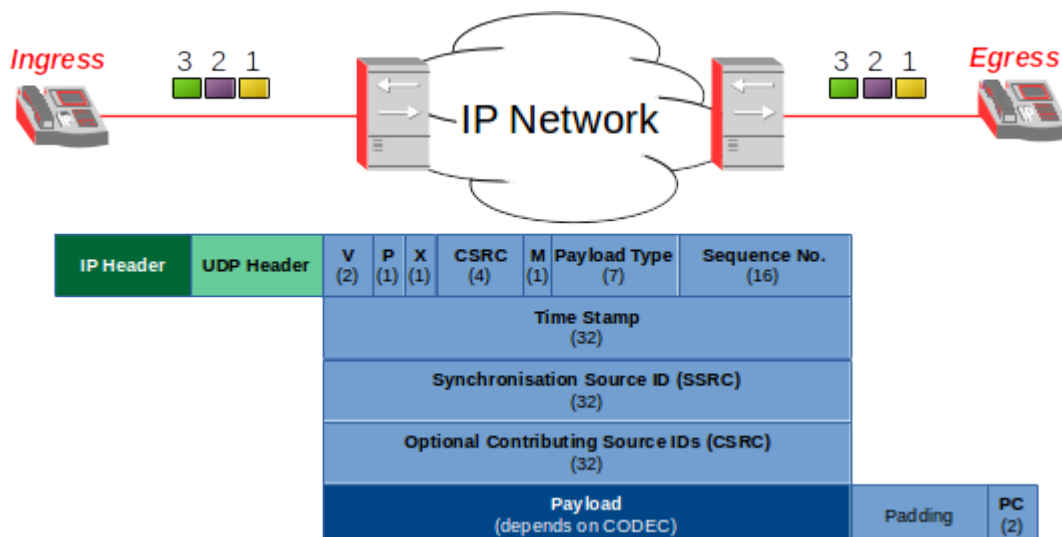 Ingress
3 2 1
IP Network
3 2 1
Egress
IP Header
UDP Header
V
(2)
P
(1)
X
(1)
CSRC
(4)
M
(1)
Payload Type
(7)
Sequence No.
(16)
Time Stamp
(32)
Synchronisation Source ID (SSRC)
(32)
Optional Contributing Source IDs (CSRC)
(32)
Payload
(depends on CODEC)
Padding
PC
(2)